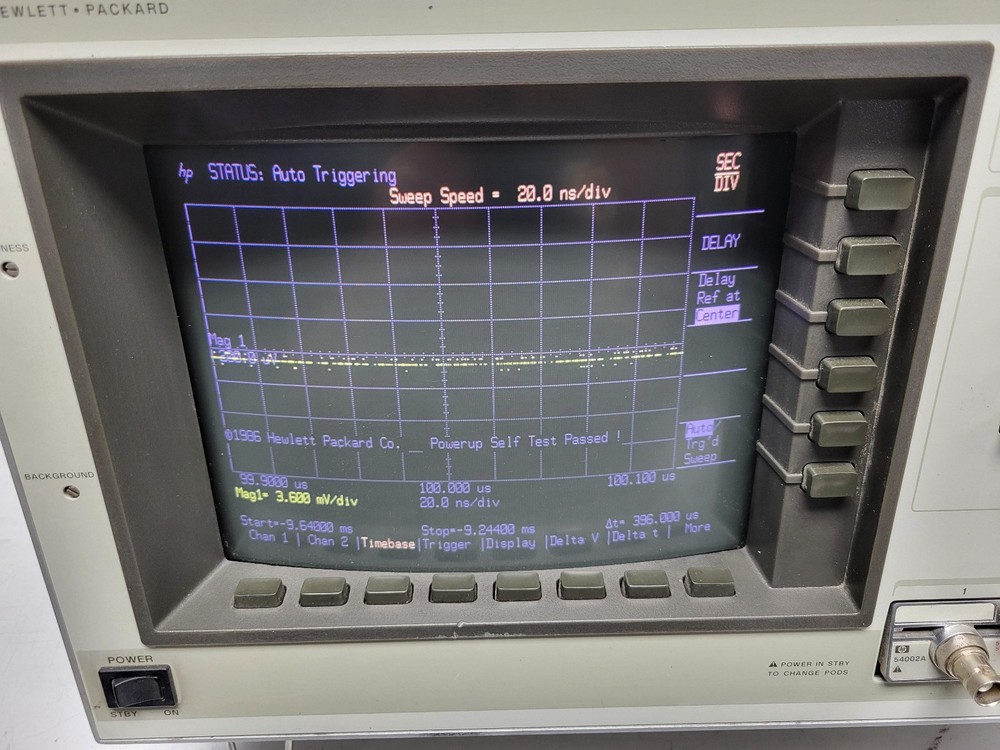 EWLETT • PACKARD
hp STATUS: Auto Triggering
Sweep Speed = 20.0 ns/div
SEC
DIV
DELAY
Delay
Ref at
Center
NESS
Mag 1
©1986 Hewlett Packard Co. __ Powerup Self Test Passed !
Auto/
Trg'd
Sweep
99.9000 us 100.000 us 100.100 us
Mag1= 3.600 mV/div 20.0 ns/div
Start=-9.64000 ms Stop=-9.24400 ms Δt= 396.000 us
Chan 1 | Chan 2 |Timebase|Trigger |Display |Delta V |Delta t | More
BACKGROUND
POWER
STBY ON
⚠ POWER IN STBY
TO CHANGE PODS
1
hp
54002A